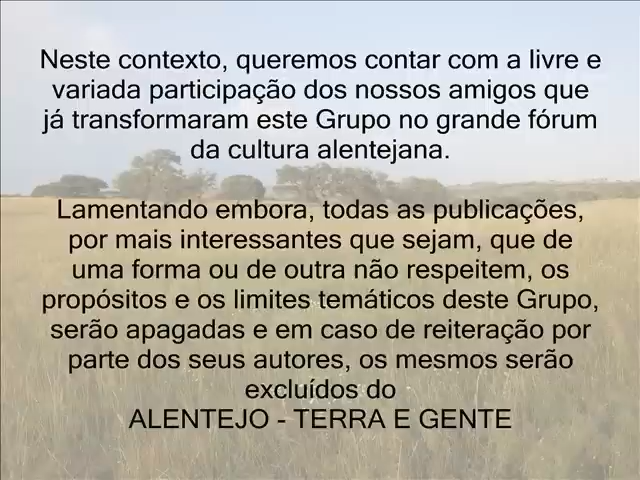 Neste contexto, queremos contar com a livre e
variada participação dos nossos amigos que
já transformaram este Grupo no grande fórum
da cultura alentejana.
Lamentando embora, todas as publicações,
por mais interessantes que sejam, que de
uma forma ou de outra não respeitem, os
propósitos e os limites temáticos deste Grupo,
serão apagadas e em caso de reiteração por
parte dos seus autores, os mesmos serão
excluídos do
ALENTEJO - TERRA E GENTE